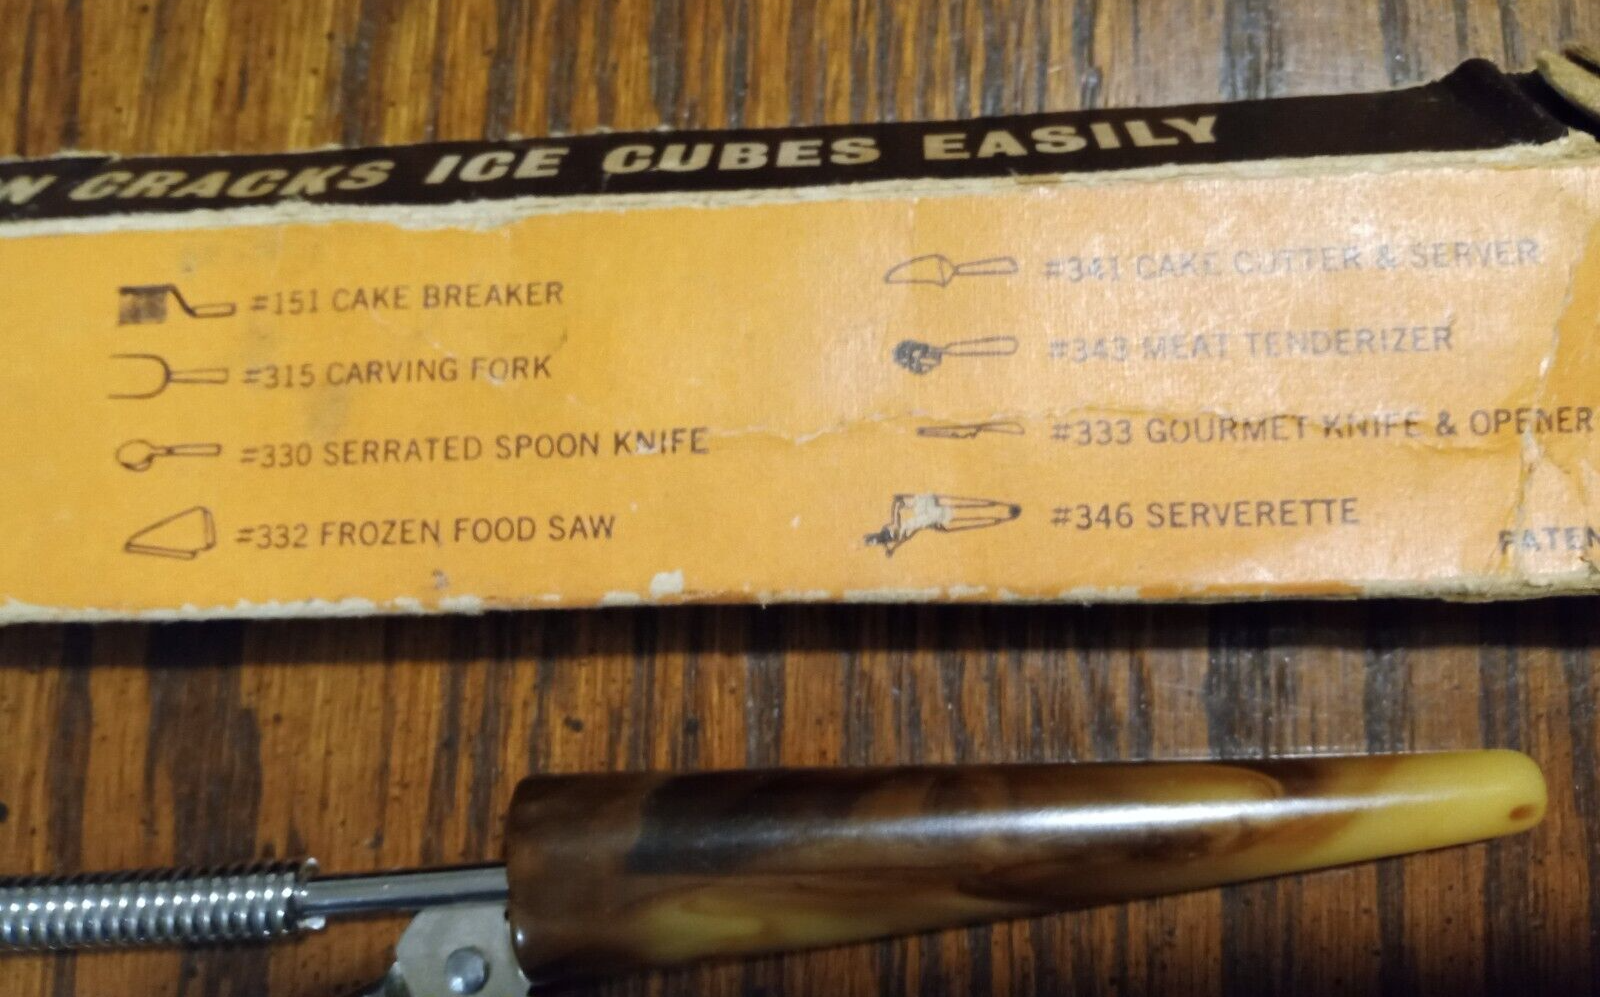 CRACKS ICE CUBES EASILY
#151 CAKE BREAKER
#315 CARVING FORK
#330 SERRATED SPOON KNIFE
#332 FROZEN FOOD SAW
#341 CAKE CUTTER & SERVER
#343 MEAT TENDERIZER
#333 GOURMET KNIFE & OPENER
#346 SERVERETTE
PATEN